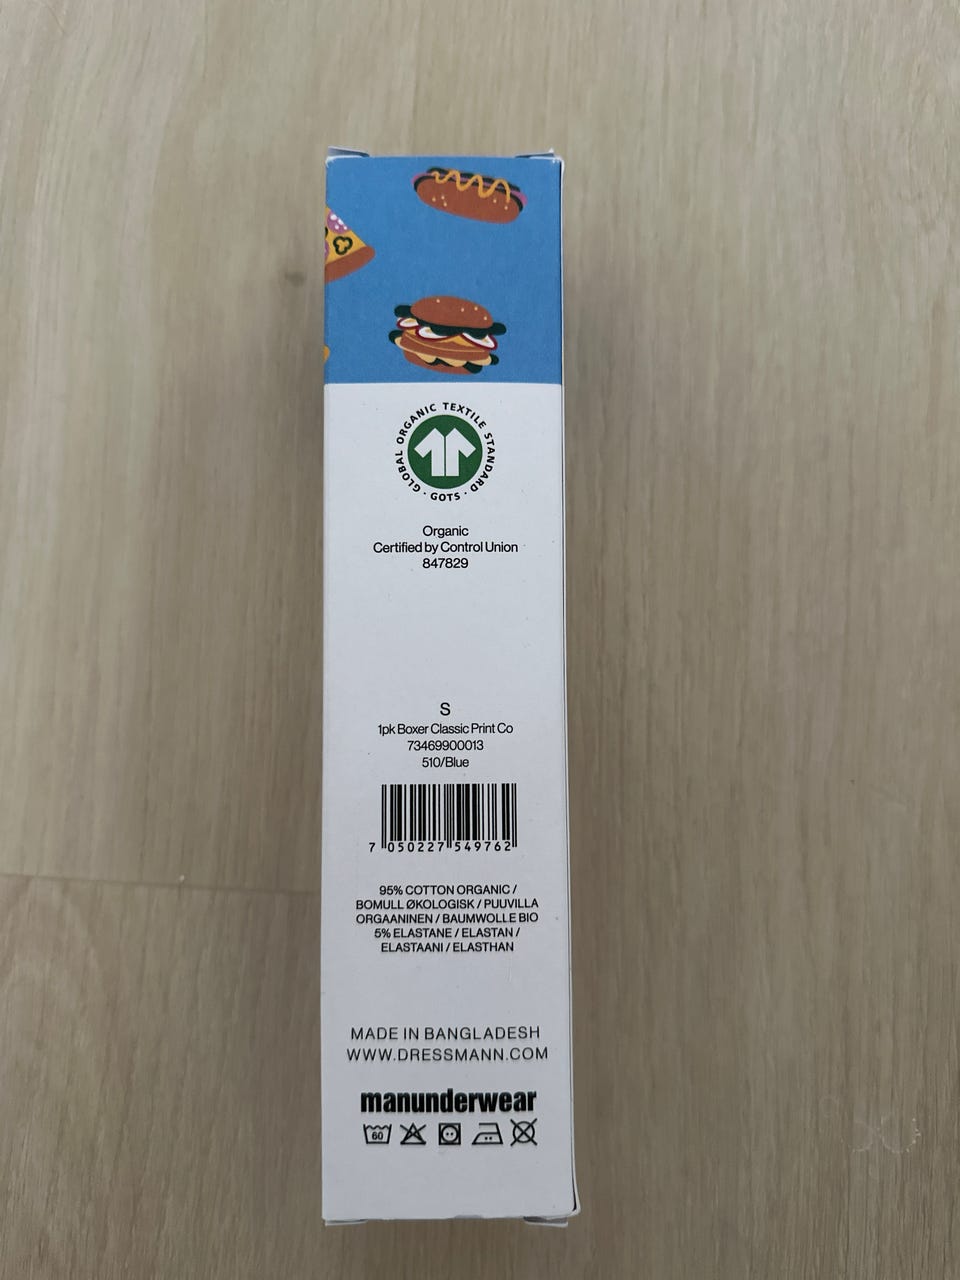 GLOBAL ORGANIC TEXTILE STANDARD · GOTS ·
Organic
Certified by Control Union
847829
S
1pk Boxer Classic Print Co
73469900013
510/Blue
7 050227 549762
95% COTTON ORGANIC /
BOMULL ØKOLOGISK / PUUVILLA
ORGAANINEN / BAUMWOLLE BIO
5% ELASTANE / ELASTAN /
ELASTAANI / ELASTHAN
MADE IN BANGLADESH
WWW.DRESSMANN.COM
manunderwear
60